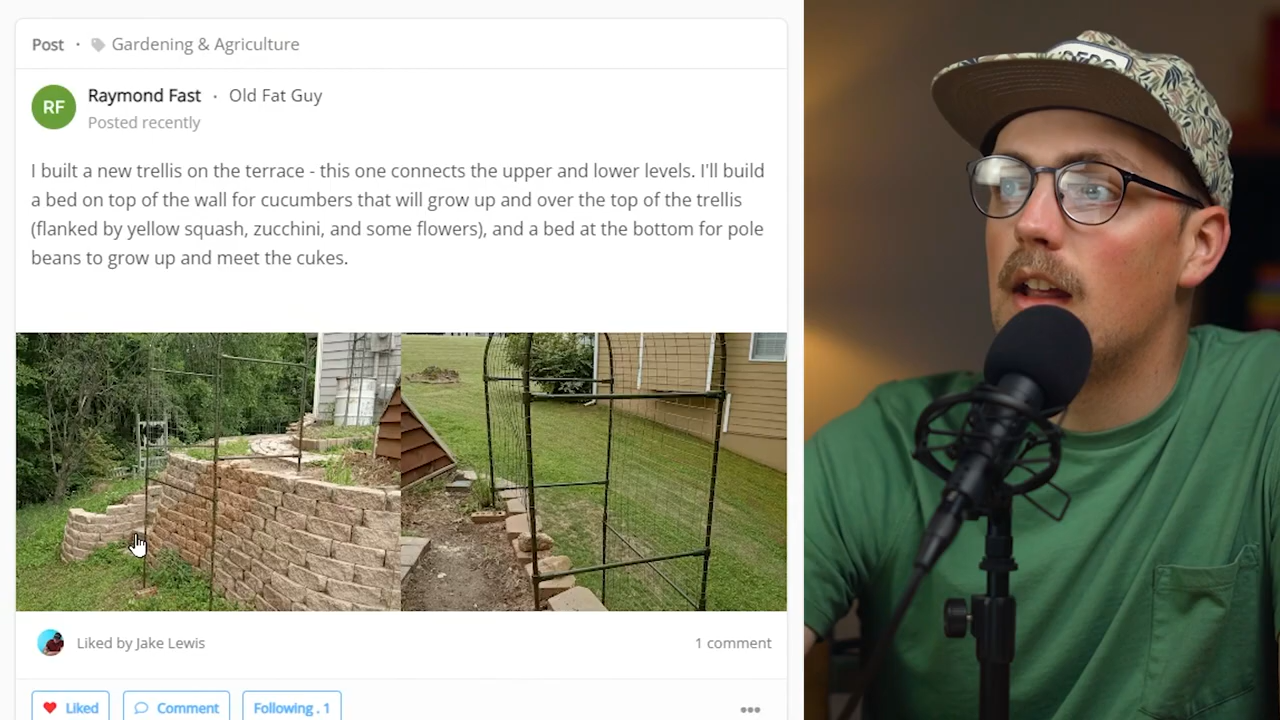 Post · Gardening & Agriculture
RF
Raymond Fast · Old Fat Guy
Posted recently
I built a new trellis on the terrace - this one connects the upper and lower levels. I'll build
a bed on top of the wall for cucumbers that will grow up and over the top of the trellis
(flanked by yellow squash, zucchini, and some flowers), and a bed at the bottom for pole
beans to grow up and meet the cukes.
Liked by Jake Lewis
1 comment
Liked
Comment
Following . 1